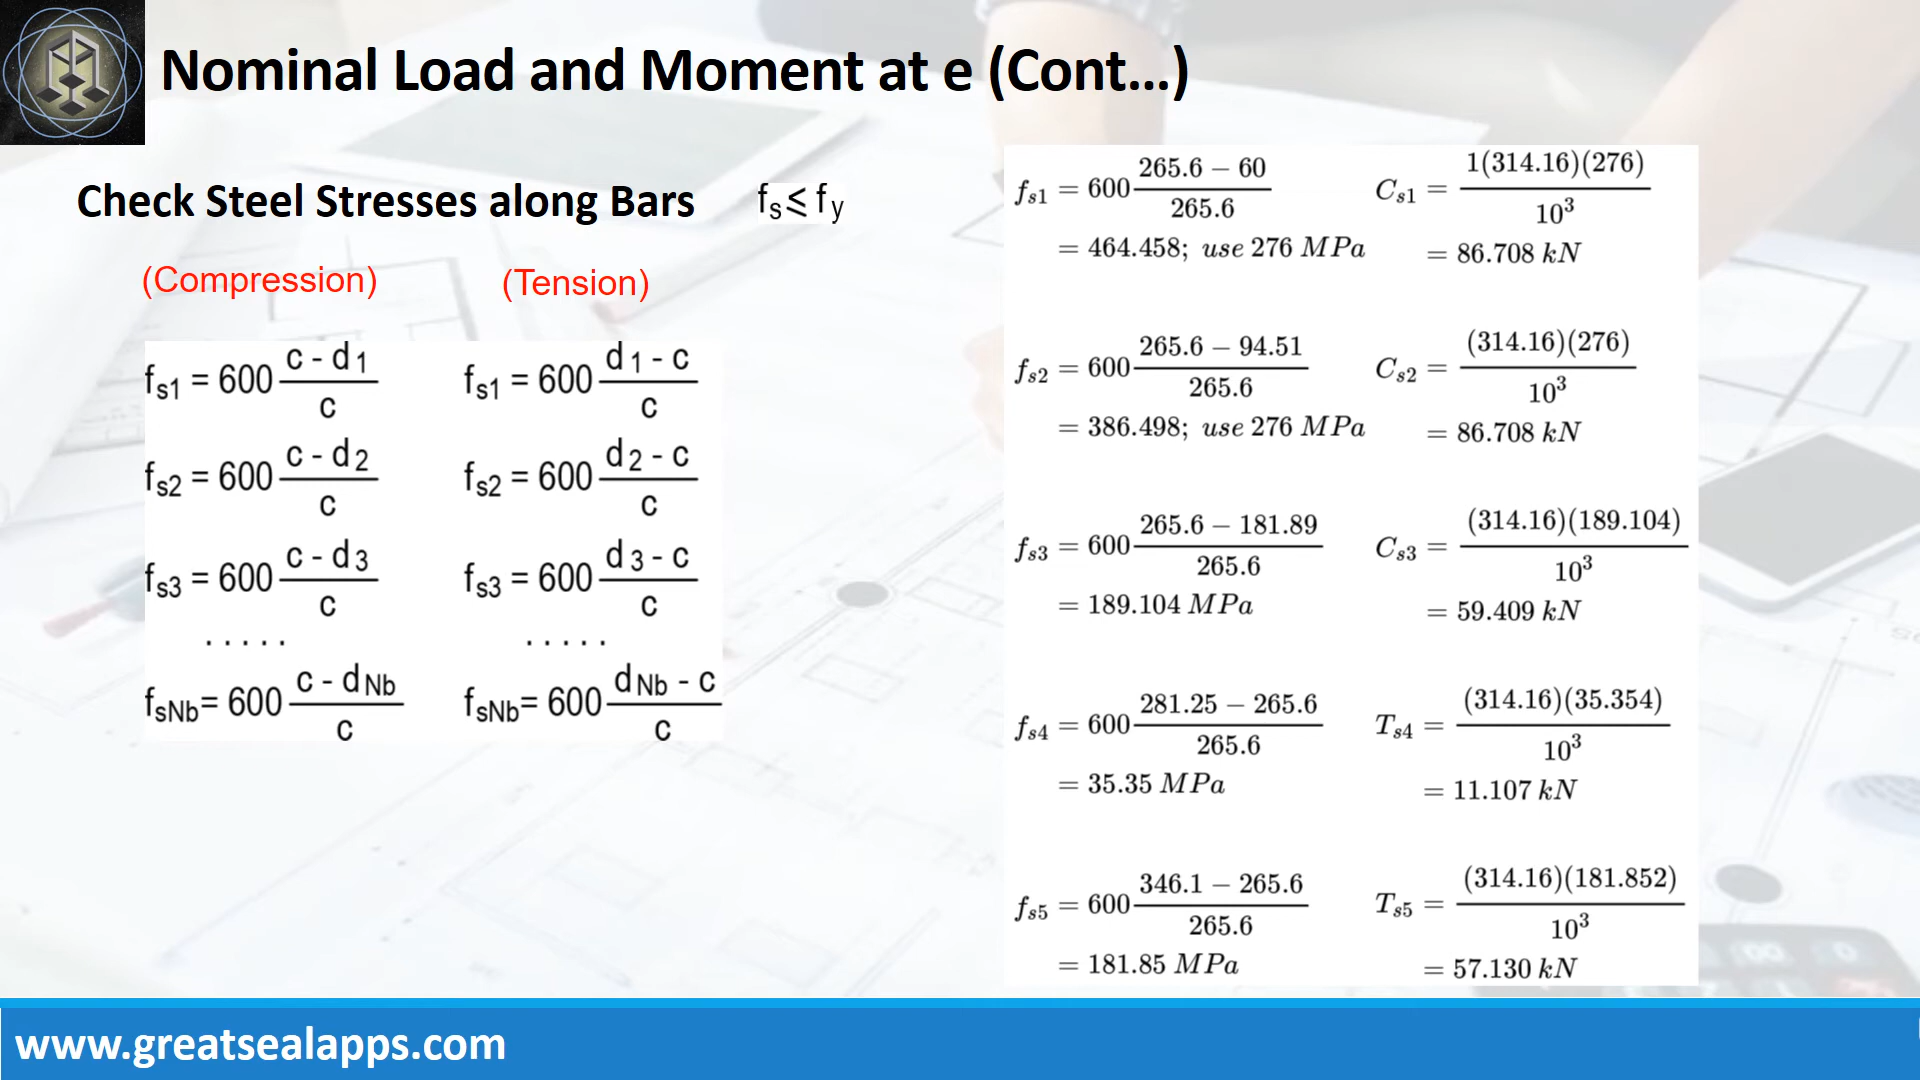 Nominal Load and Moment at e (Cont...)
Check Steel Stresses along Bars f_s ≤ f_y
(Compression) (Tension)
f_s1 = 600 (c - d_1)/c f_s1 = 600 (d_1 - c)/c
f_s2 = 600 (c - d_2)/c f_s2 = 600 (d_2 - c)/c
f_s3 = 600 (c - d_3)/c f_s3 = 600 (d_3 - c)/c
. . . . . . . . . .
f_sNb = 600 (c - d_Nb)/c f_sNb = 600 (d_Nb - c)/c
f_s1 = 600 (265.6 − 60)/265.6 C_s1 = 1(314.16)(276)/10^3
= 464.458; use 276 MPa = 86.708 kN
f_s2 = 600 (265.6 − 94.51)/265.6 C_s2 = (314.16)(276)/10^3
= 386.498; use 276 MPa = 86.708 kN
f_s3 = 600 (265.6 − 181.89)/265.6 C_s3 = (314.16)(189.104)/10^3
= 189.104 MPa = 59.409 kN
f_s4 = 600 (281.25 − 265.6)/265.6 T_s4 = (314.16)(35.354)/10^3
= 35.35 MPa = 11.107 kN
f_s5 = 600 (346.1 − 265.6)/265.6 T_s5 = (314.16)(181.852)/10^3
= 181.85 MPa = 57.130 kN
www.greatsealapps.com